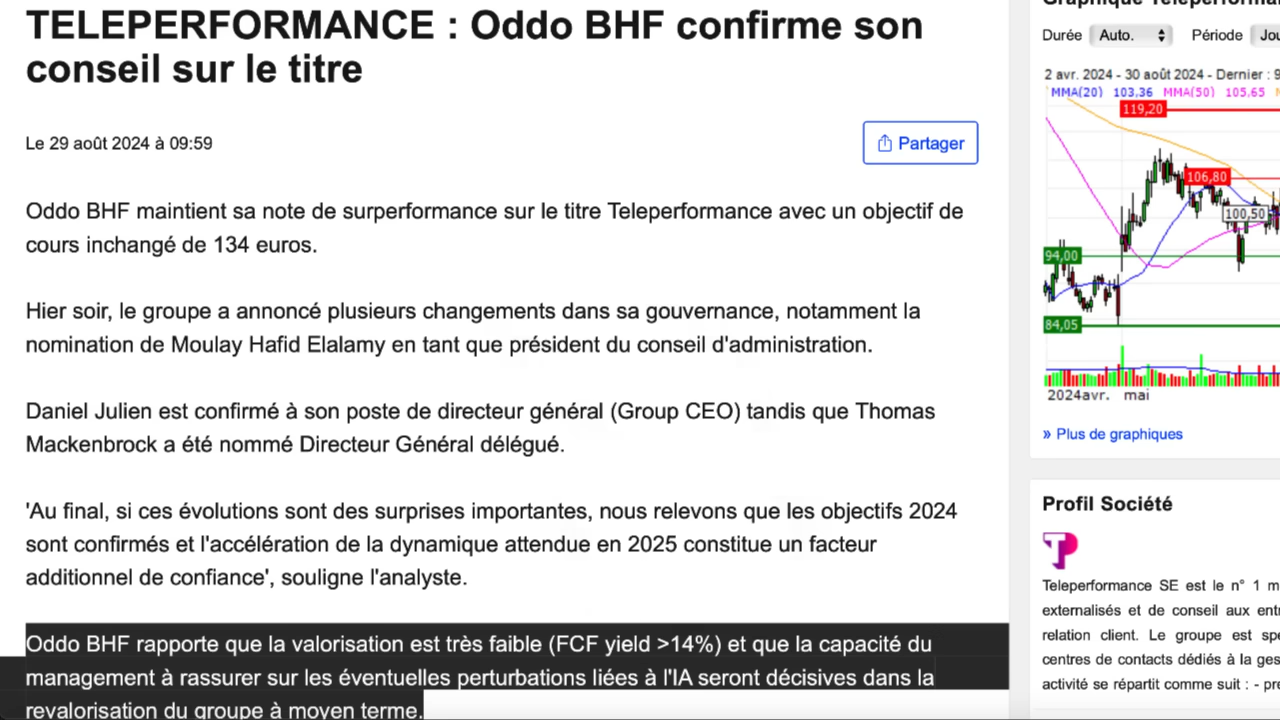 TELEPERFORMANCE : Oddo BHF confirme son
conseil sur le titre
Le 29 août 2024 à 09:59
Partager
Oddo BHF maintient sa note de surperformance sur le titre Teleperformance avec un objectif de
cours inchangé de 134 euros.
Hier soir, le groupe a annoncé plusieurs changements dans sa gouvernance, notamment la
nomination de Moulay Hafid Elalamy en tant que président du conseil d'administration.
Daniel Julien est confirmé à son poste de directeur général (Group CEO) tandis que Thomas
Mackenbrock a été nommé Directeur Général délégué.
'Au final, si ces évolutions sont des surprises importantes, nous relevons que les objectifs 2024
sont confirmés et l'accélération de la dynamique attendue en 2025 constitue un facteur
additionnel de confiance', souligne l'analyste.
Oddo BHF rapporte que la valorisation est très faible (FCF yield >14%) et que la capacité du
management à rassurer sur les éventuelles perturbations liées à l'IA seront décisives dans la
revalorisation du groupe à moyen terme.
Durée Auto. Période
2 avr. 2024 - 30 août 2024 - Dernier : 9
MMA(20) 103,36 MMA(50) 105,65
119,20
106,80
100,50
94,00
84,05
2024avr. mai
» Plus de graphiques
Profil Société
TP
Teleperformance SE est le n° 1 m
externalisés et de conseil aux ent
relation client. Le groupe est sp
centres de contacts dédiés à la ges
activité se répartit comme suit : - pre